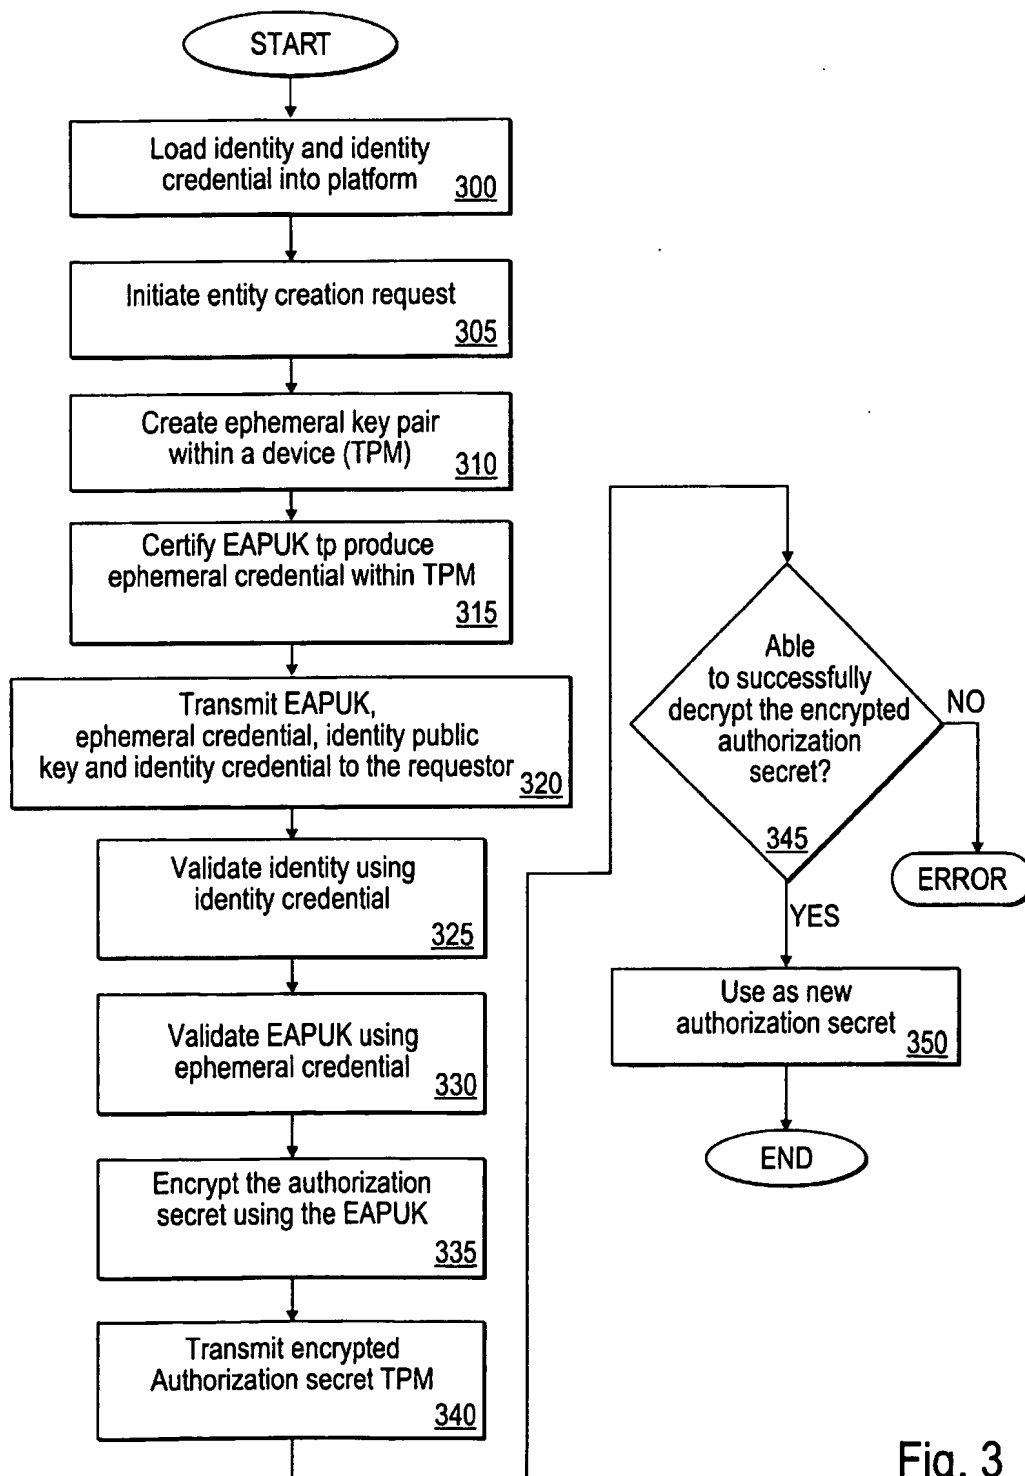 START
Load identity and identity
credential into platform
300
Initiate entity creation request
305
Create ephemeral key pair
within a device (TPM)
310
Certify EAPUK tp produce
ephemeral credential within TPM
315
Transmit EAPUK,
ephemeral credential, identity public
key and identity credential to the requestor
320
Validate identity using
identity credential
325
Validate EAPUK using
ephemeral credential
330
Encrypt the authorization
secret using the EAPUK
335
Transmit encrypted
Authorization secret TPM
340
Able
to successfully
decrypt the encrypted
authorization
secret?
345
NO
ERROR
YES
Use as new
authorization secret
350
END
Fig. 3